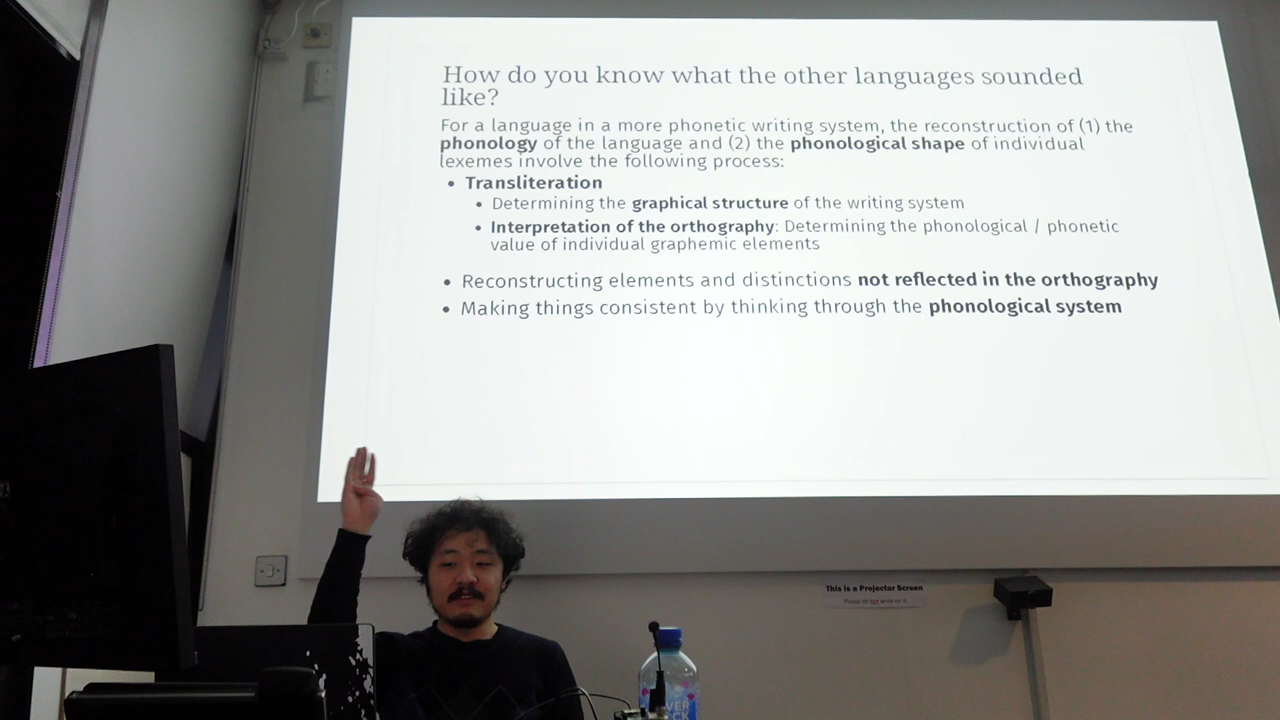 How do you know what the other languages sounded
like?
For a language in a more phonetic writing system, the reconstruction of (1) the
phonology of the language and (2) the phonological shape of individual
lexemes involve the following process:
• Transliteration
• Determining the graphical structure of the writing system
• Interpretation of the orthography: Determining the phonological / phonetic
value of individual graphemic elements
• Reconstructing elements and distinctions not reflected in the orthography
• Making things consistent by thinking through the phonological system
This is a Projector Screen
Please do not write on it.